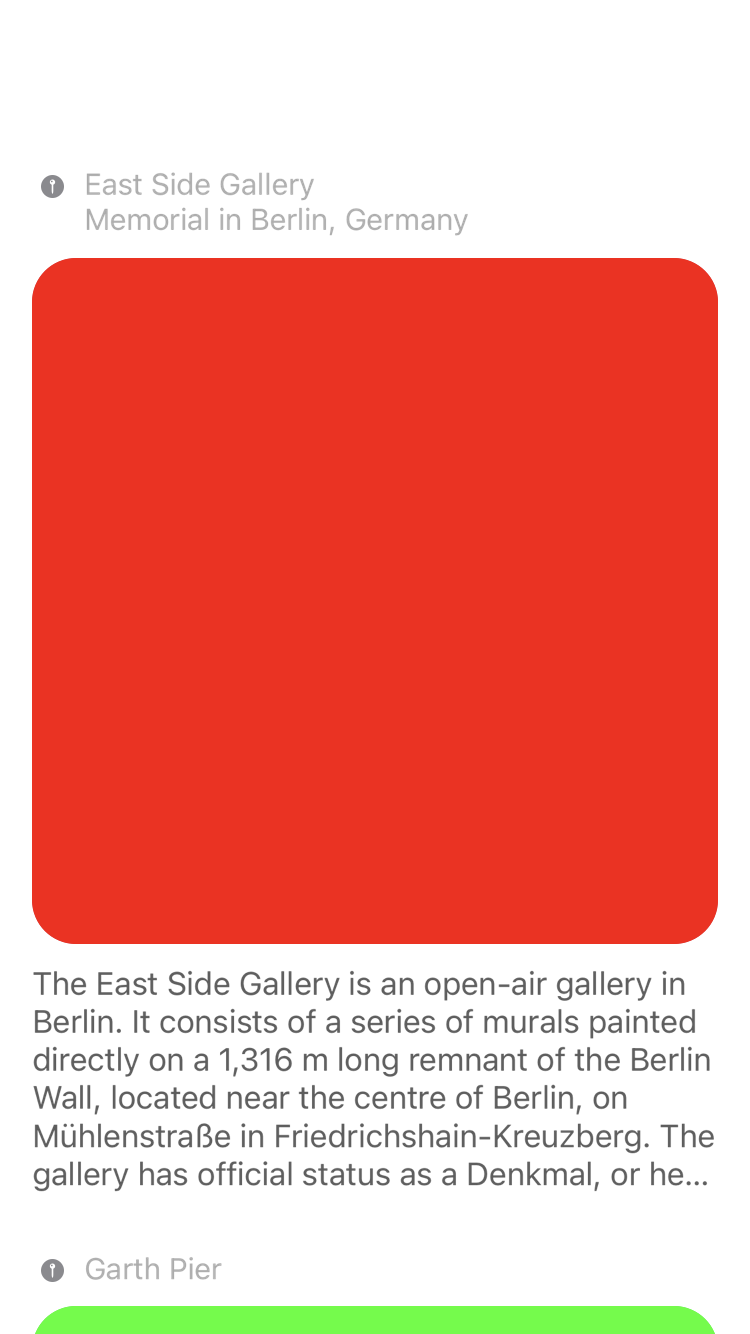 East Side Gallery
Memorial in Berlin, Germany
The East Side Gallery is an open-air gallery in
Berlin. It consists of a series of murals painted
directly on a 1,316 m long remnant of the Berlin
Wall, located near the centre of Berlin, on
Mühlenstraße in Friedrichshain-Kreuzberg. The
gallery has official status as a Denkmal, or he...
Garth Pier